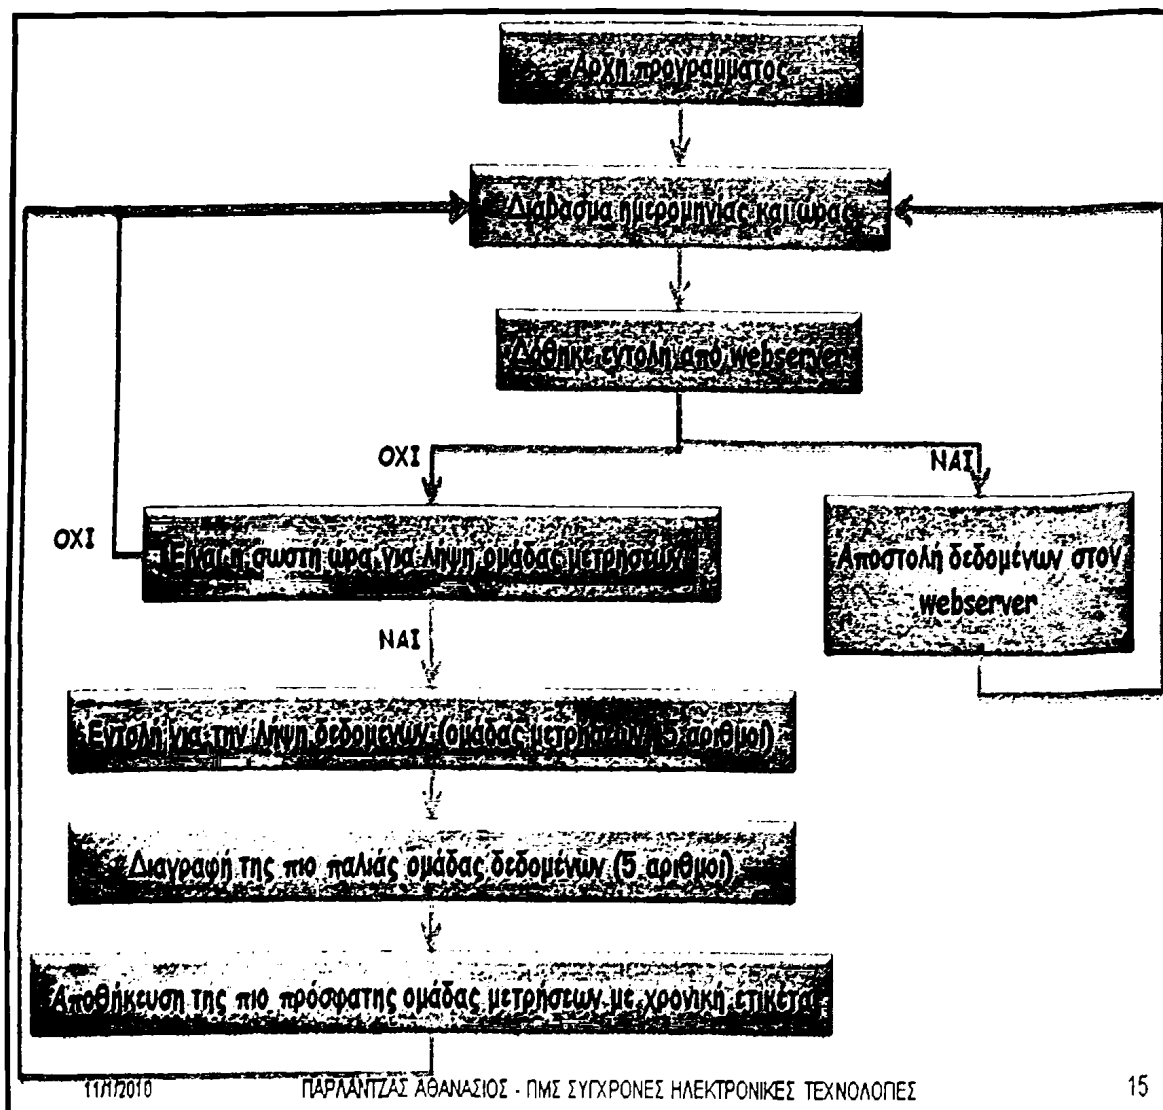 Αρχή προγράμματος
Διάβασμα ημερομηνίας και ώρας
Δόθηκε εντολή από webserver
ΟΧΙ
ΝΑΙ
ΟΧΙ
Είναι η σωστή ώρα για λήψη ομάδας μετρήσεων
Αποστολή δεδομένων στον
webserver
ΝΑΙ
Εντολή για την λήψη δεδομένων (ομάδας μετρήσεων 5 αριθμοί)
Διαγραφή της πιο παλιάς ομάδας δεδομένων (5 αριθμοί)
Αποθήκευση της πιο πρόσφατης ομάδας μετρήσεων με χρονική ετικέτα
11/1/2010
ΠΑΡΛΑΝΤΖΑΣ ΑΘΑΝΑΣΙΟΣ - ΠΜΣ ΣΥΓΧΡΟΝΕΣ ΗΛΕΚΤΡΟΝΙΚΕΣ ΤΕΧΝΟΛΟΓΙΕΣ
15